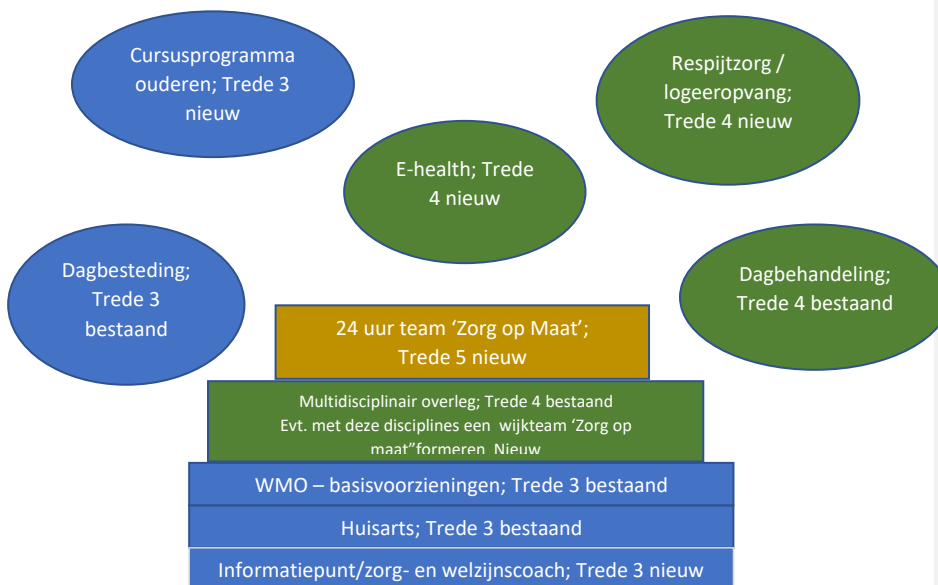 Cursusprogramma
ouderen; Trede 3
nieuw
Respijtzorg /
logeeropvang;
Trede 4 nieuw
E-health; Trede
4 nieuw
Dagbesteding;
Trede 3
bestaand
Dagbehandeling;
Trede 4 bestaand
24 uur team ‘Zorg op Maat’;
Trede 5 nieuw
Multidisciplinair overleg; Trede 4 bestaand
Evt. met deze disciplines een wijkteam ‘Zorg op
maat”formeren Nieuw
WMO – basisvoorzieningen; Trede 3 bestaand
Huisarts; Trede 3 bestaand
Informatiepunt/zorg- en welzijnscoach; Trede 3 nieuw